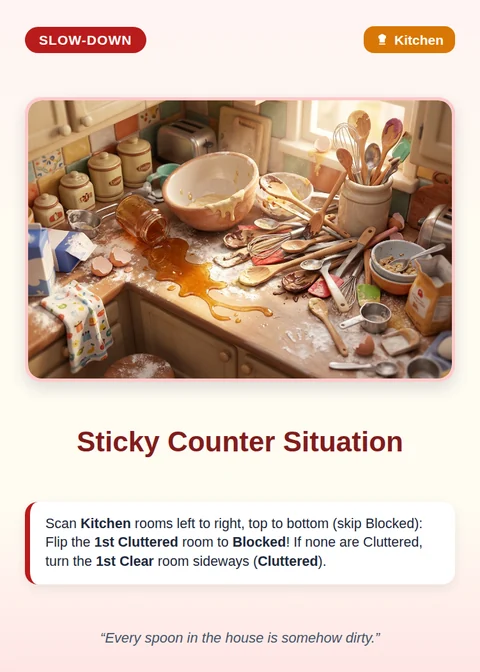 SLOW-DOWN
Kitchen
Sticky Counter Situation
Scan Kitchen rooms left to right, top to bottom (skip Blocked):
Flip the 1st Cluttered room to Blocked! If none are Cluttered,
turn the 1st Clear room sideways (Cluttered).
“Every spoon in the house is somehow dirty.”